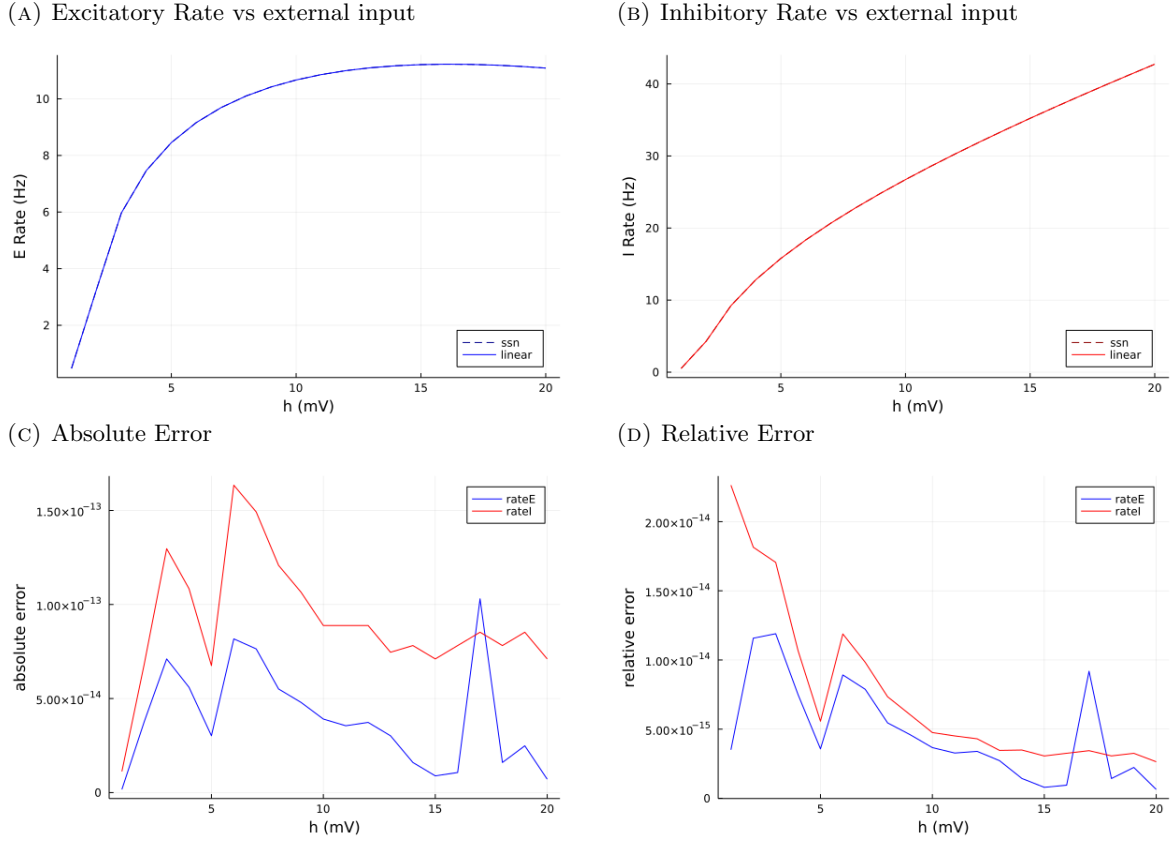 (A) Excitatory Rate vs external input
E Rate (Hz)
10
8
6
4
2
5
10
15
20
h (mV)
ssn
linear
(B) Inhibitory Rate vs external input
I Rate (Hz)
40
30
20
10
0
5
10
15
20
h (mV)
ssn
linear
(C) Absolute Error
absolute error
1.50×10⁻¹³
1.00×10⁻¹³
5.00×10⁻¹⁴
0
5
10
15
20
h (mV)
rateE
rateI
(D) Relative Error
relative error
2.00×10⁻¹⁴
1.50×10⁻¹⁴
1.00×10⁻¹⁴
5.00×10⁻¹⁵
0
5
10
15
20
h (mV)
rateE
rateI